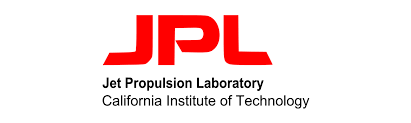 JPL
Jet Propulsion Laboratory
California Institute of Technology